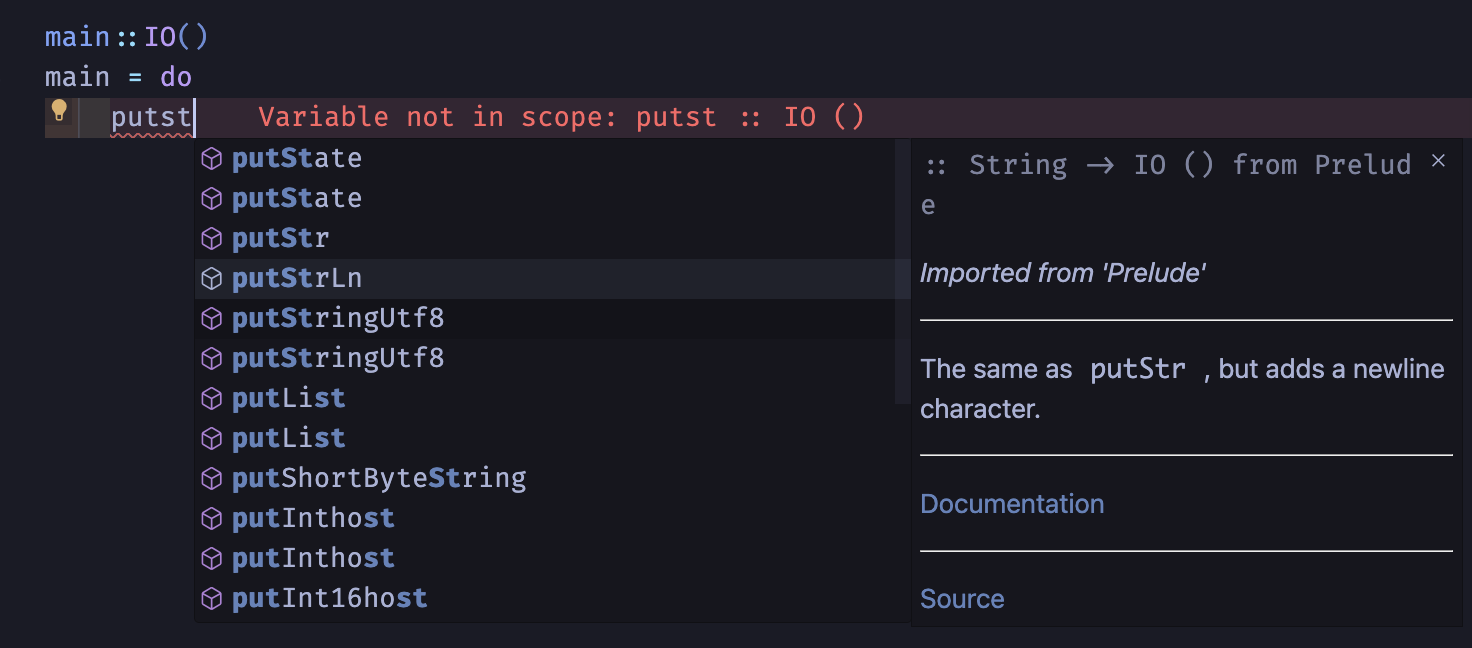 main::IO()
main = do
putst Variable not in scope: putst :: IO ()
putState
putState
putStr
putStrLn
putStringUtf8
putStringUtf8
putList
putList
putShortByteString
putInthost
putInthost
putInt16host
:: String → IO () from Prelud
e
Imported from 'Prelude'
The same as putStr , but adds a newline
character.
Documentation
Source